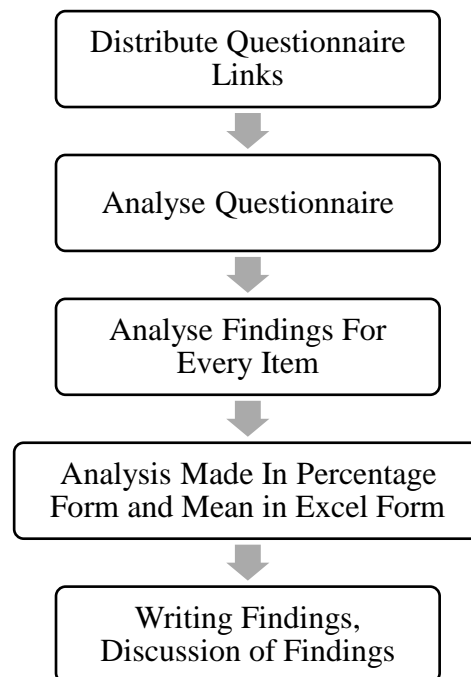 Distribute Questionnaire
Links
Analyse Questionnaire
Analyse Findings For
Every Item
Analysis Made In Percentage
Form and Mean in Excel Form
Writing Findings,
Discussion of Findings